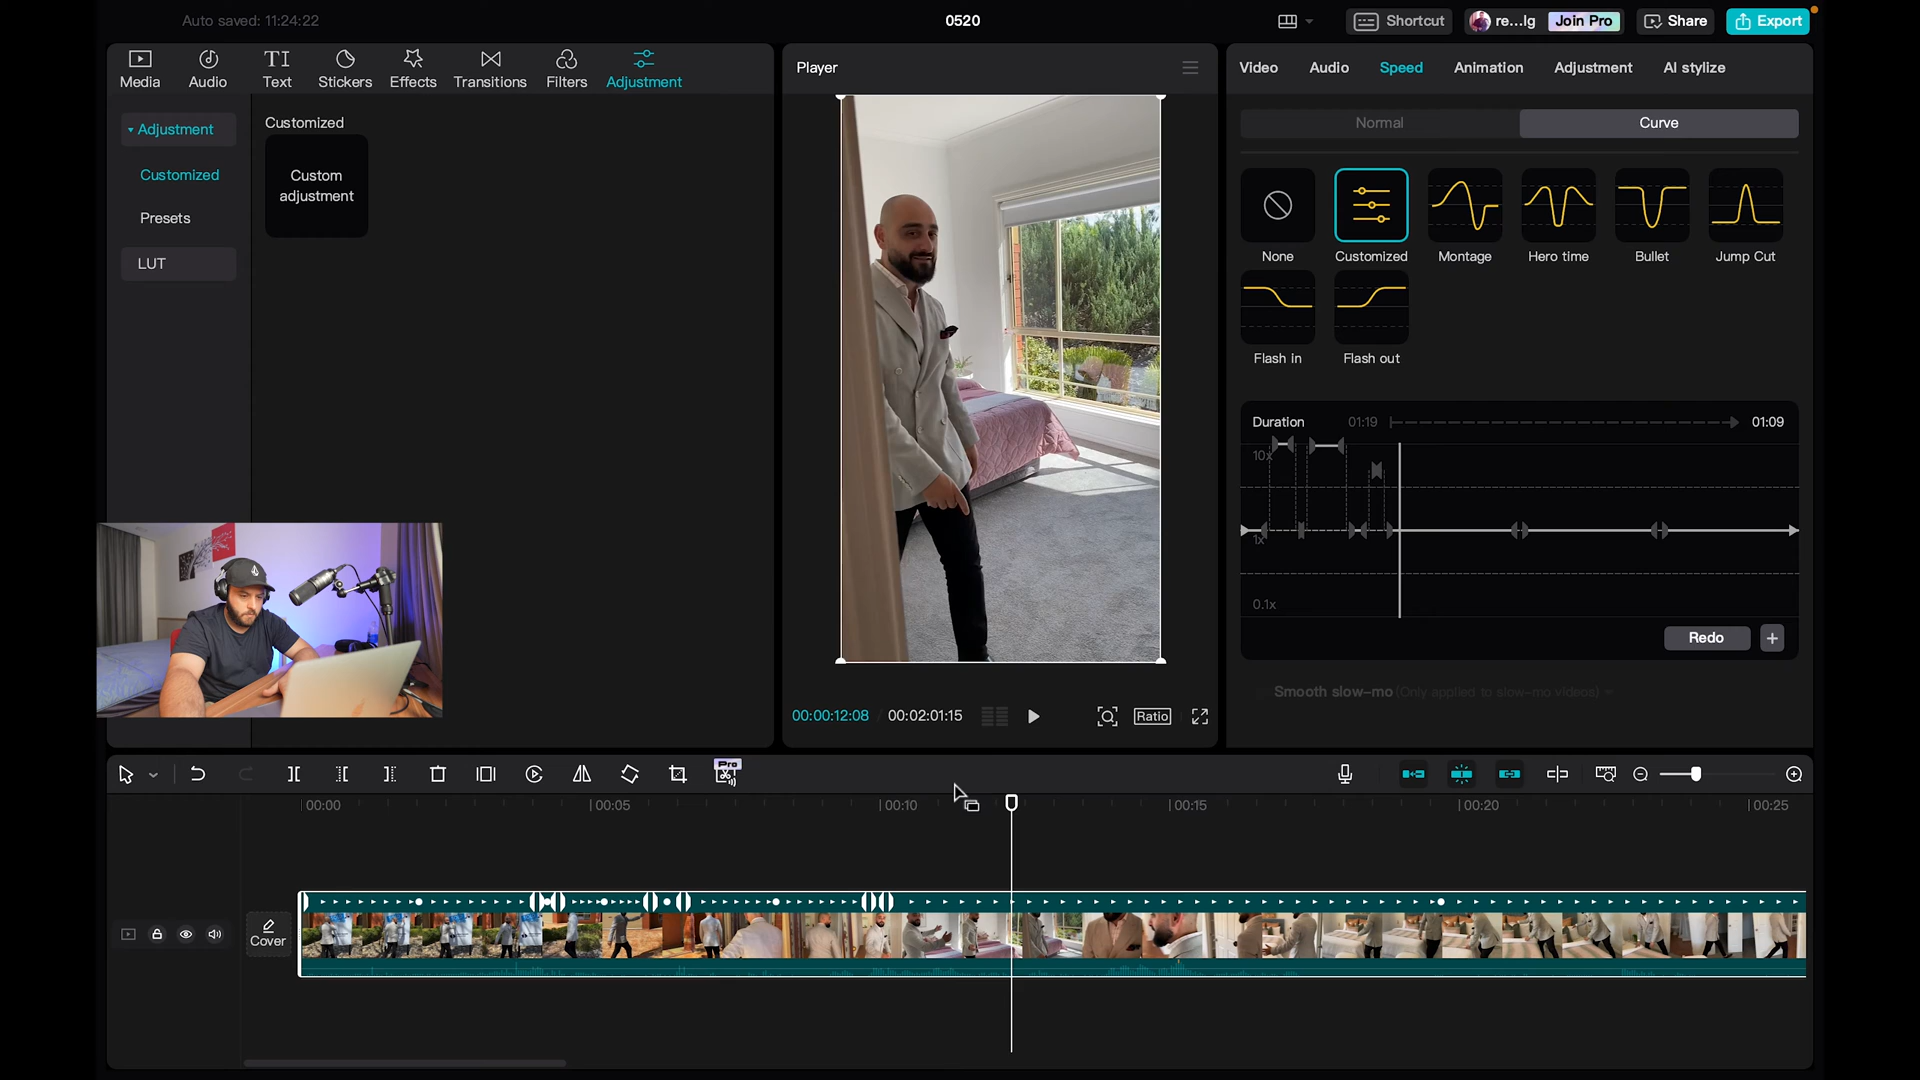 Auto saved: 11:24:22
0520
Shortcut
re...lg
Join Pro
Share
Export
Media
Audio
Text
Stickers
Effects
Transitions
Filters
Adjustment
Adjustment
Customized
Presets
LUT
Customized
Custom
adjustment
Player
00:00:12:08
00:02:01:15
Ratio
Video
Audio
Speed
Animation
Adjustment
AI stylize
Normal
Curve
None
Customized
Montage
Hero time
Bullet
Jump Cut
Flash in
Flash out
Duration
01:19
01:09
10x
1x
0.1x
Redo
Smooth slow-mo (Only applied to slow-mo videos)
Pro
00:00
00:05
00:10
00:15
00:20
00:25
Cover